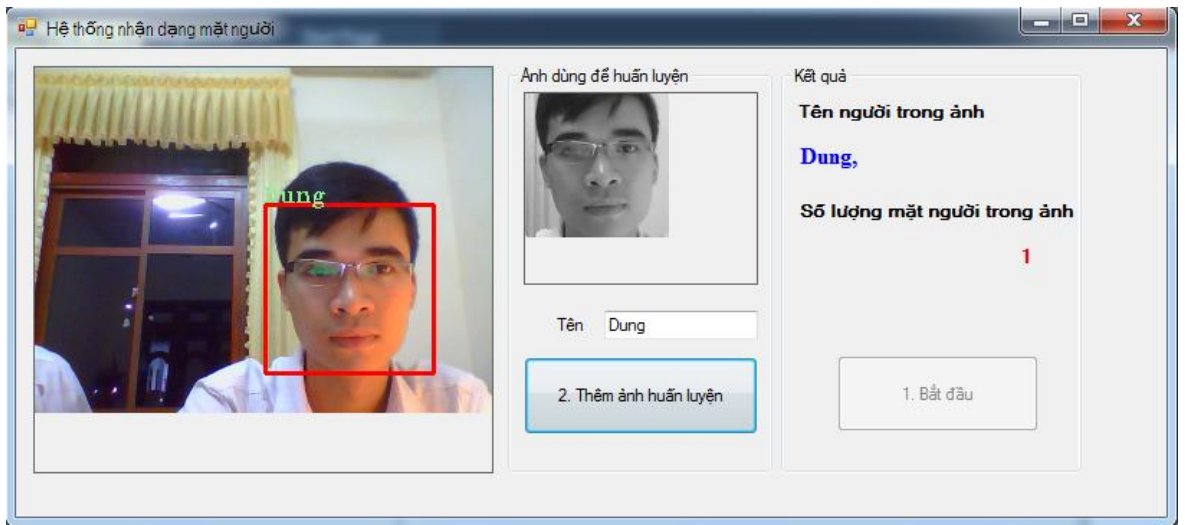 Hệ thống nhận dạng mặt người
Dung
Ảnh dùng để huấn luyện
Tên
Dung
2. Thêm ảnh huấn luyện
Kết quả
Tên người trong ảnh
Dung,
Số lượng mặt người trong ảnh
1
1. Bắt đầu